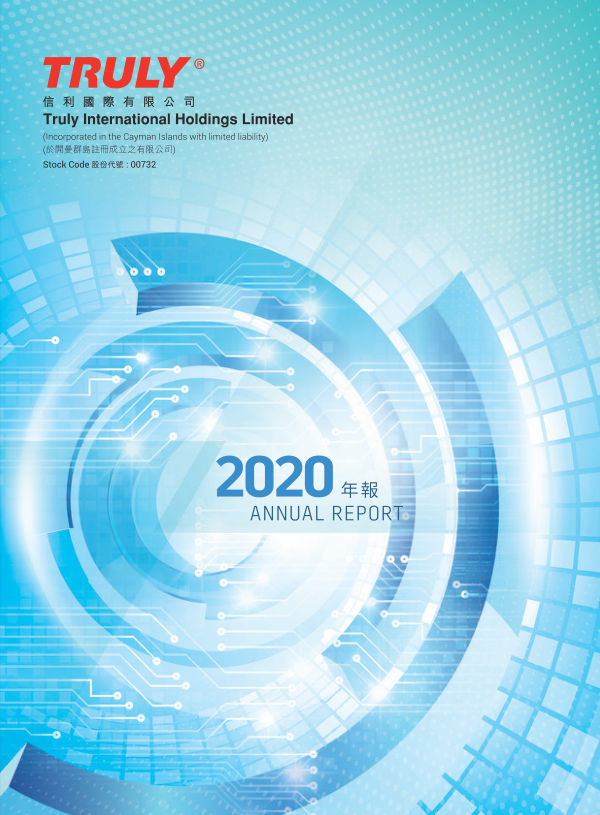 TRULY®
信利國際有限公司
Truly International Holdings Limited
(Incorporated in the Cayman Islands with limited liability)
(於開曼群島註冊成立之有限公司)
Stock Code 股份代號 : 00732
2020 年報
ANNUAL REPORT